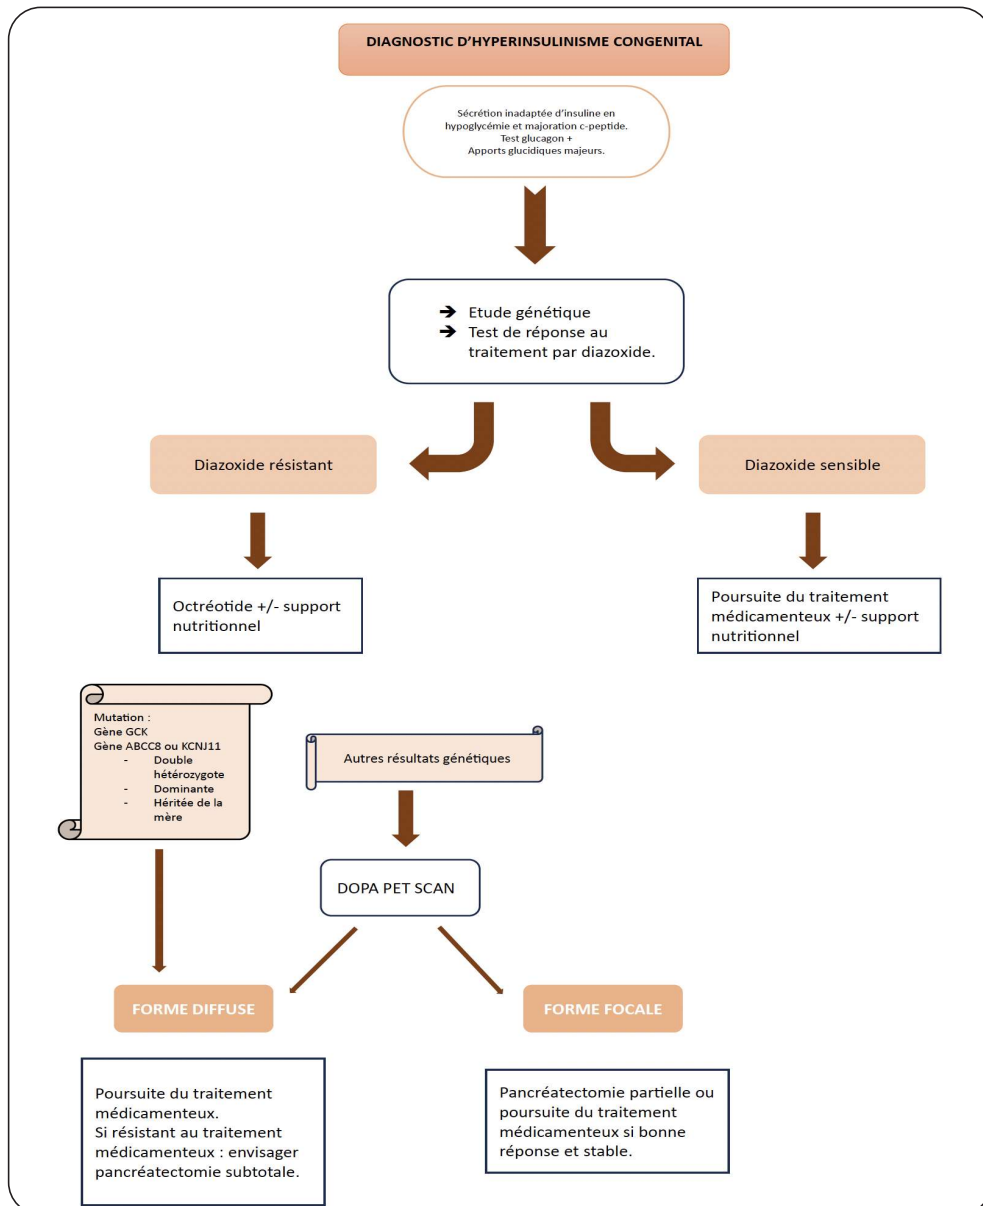 DIAGNOSTIC D'HYPERINSULINISME CONGENITAL
Sécrétion inadaptée d'insuline en
hypoglycémie et majoration c-peptide.
Test glucagon +
Apports glucidiques majeurs.
➔ Etude génétique
➔ Test de réponse au
traitement par diazoxide.
Diazoxide résistant
Diazoxide sensible
Octréotide +/- support
nutritionnel
Poursuite du traitement
médicamenteux +/- support
nutritionnel
Mutation :
Gène GCK
Gène ABCC8 ou KCNJ11
- Double
hétérozygote
- Dominante
- Héritée de la
mère
Autres résultats génétiques
DOPA PET SCAN
FORME DIFFUSE
FORME FOCALE
Poursuite du traitement
médicamenteux.
Si résistant au traitement
médicamenteux : envisager
pancréatectomie subtotale.
Pancréatectomie partielle ou
poursuite du traitement
médicamenteux si bonne
réponse et stable.